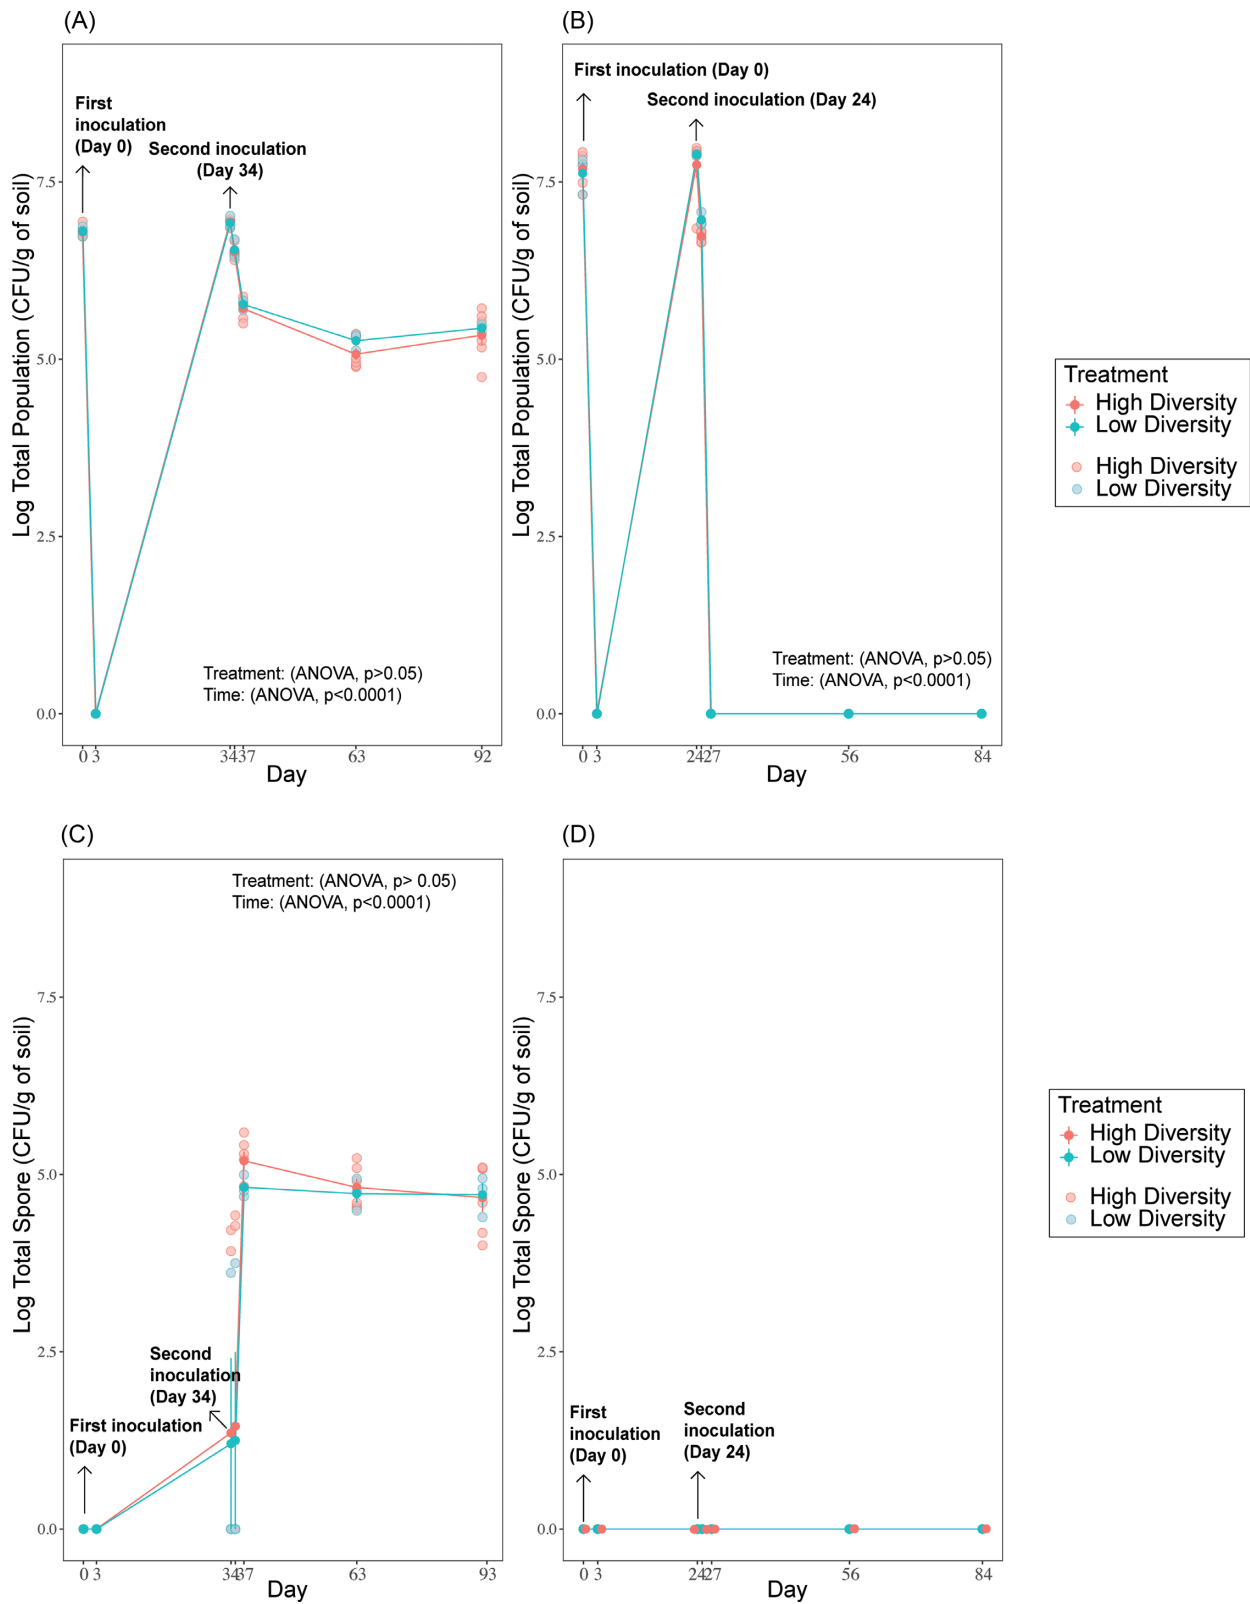 (A)
First
inoculation
(Day 0)
Second inoculation
(Day 34)
7.5
5.0
2.5
0.0
Log Total Population (CFU/g of soil)
Treatment: (ANOVA, p>0.05)
Time: (ANOVA, p<0.0001)
0 3 3437 63 92
Day
(B)
First inoculation (Day 0)
Second inoculation (Day 24)
7.5
5.0
2.5
0.0
Log Total Population (CFU/g of soil)
Treatment: (ANOVA, p>0.05)
Time: (ANOVA, p<0.0001)
0 3 2427 56 84
Day
Treatment
High Diversity
Low Diversity
High Diversity
Low Diversity
(C)
Treatment: (ANOVA, p> 0.05)
Time: (ANOVA, p<0.0001)
7.5
5.0
2.5
0.0
Log Total Spore (CFU/g of soil)
Second
inoculation
(Day 34)
First inoculation
(Day 0)
0 3 3437 63 93
Day
(D)
7.5
5.0
2.5
0.0
Log Total Spore (CFU/g of soil)
First
inoculation
(Day 0)
Second
inoculation
(Day 24)
0 3 2427 56 84
Day
Treatment
High Diversity
Low Diversity
High Diversity
Low Diversity